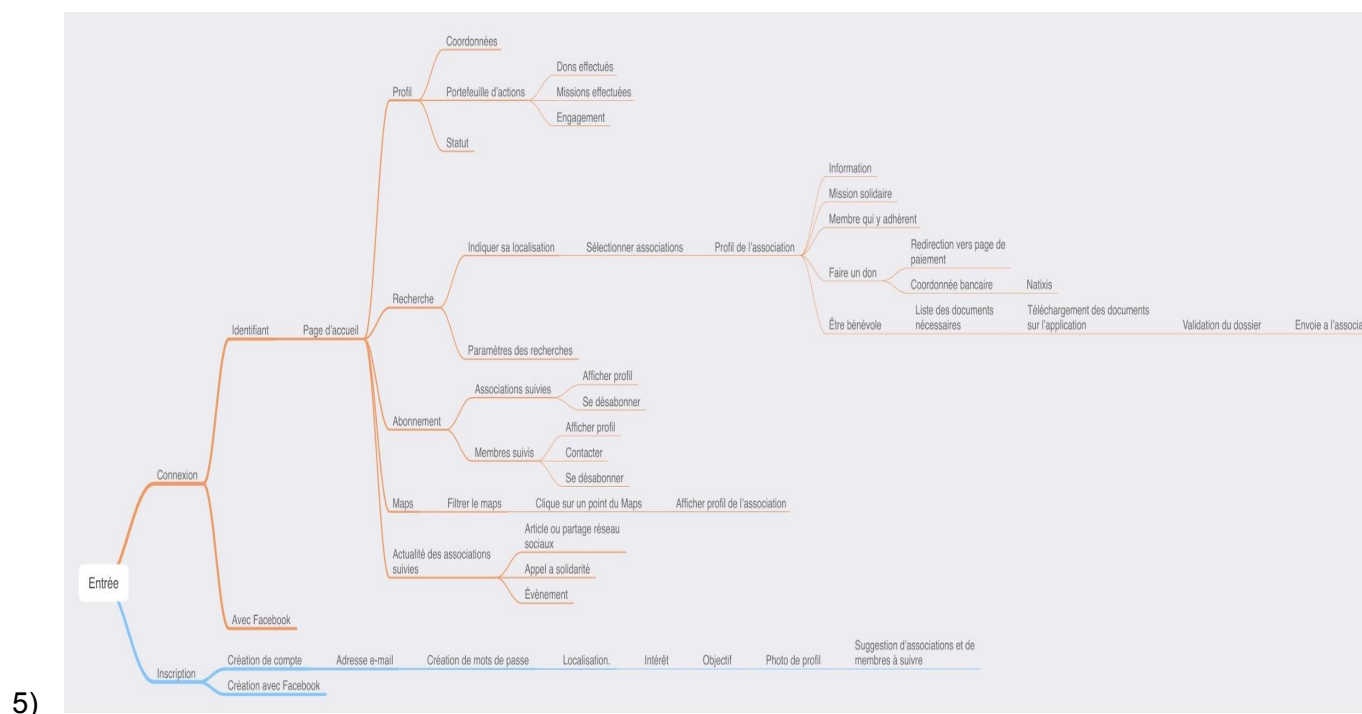 Coordonnées
Dons effectués
Profil
Portefeuille d'actions
Missions effectuées
Engagement
Statut
Information
Mission solidaire
Membre qui y adhèrent
Indiquer sa localisation
Sélectionner associations
Profil de l'association
Redirection vers page de
paiement
Faire un don
Coordonnée bancaire
Natixis
Recherche
Être bénévole
Liste des documents
nécessaires
Téléchargement des documents
sur l'application
Validation du dossier
Envoie a l'associa
Identifiant
Page d'accueil
Paramètres des recherches
Afficher profil
Associations suivies
Se désabonner
Abonnement
Afficher profil
Membres suivis
Contacter
Se désabonner
Connexion
Maps
Filtrer le maps
Clique sur un point du Maps
Afficher profil de l'association
Article ou partage réseau
sociaux
Actualité des associations
suivies
Appel a solidarité
Évènement
Entrée
Avec Facebook
Inscription
Création de compte
Adresse e-mail
Création de mots de passe
Localisation.
Intérêt
Objectif
Photo de profil
Suggestion d'associations et de
membres à suivre
Création avec Facebook
5)